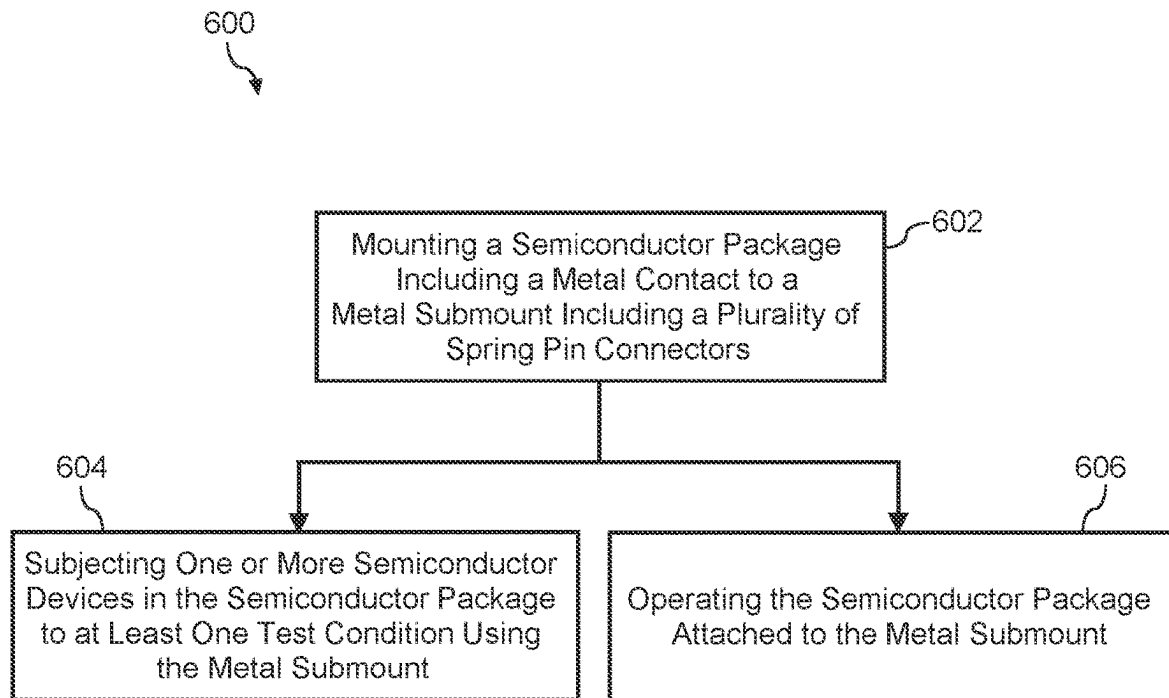 600
602
Mounting a Semiconductor Package
Including a Metal Contact to a
Metal Submount Including a Plurality of
Spring Pin Connectors
604
606
Subjecting One or More Semiconductor
Devices in the Semiconductor Package
to at Least One Test Condition Using
the Metal Submount
Operating the Semiconductor Package
Attached to the Metal Submount